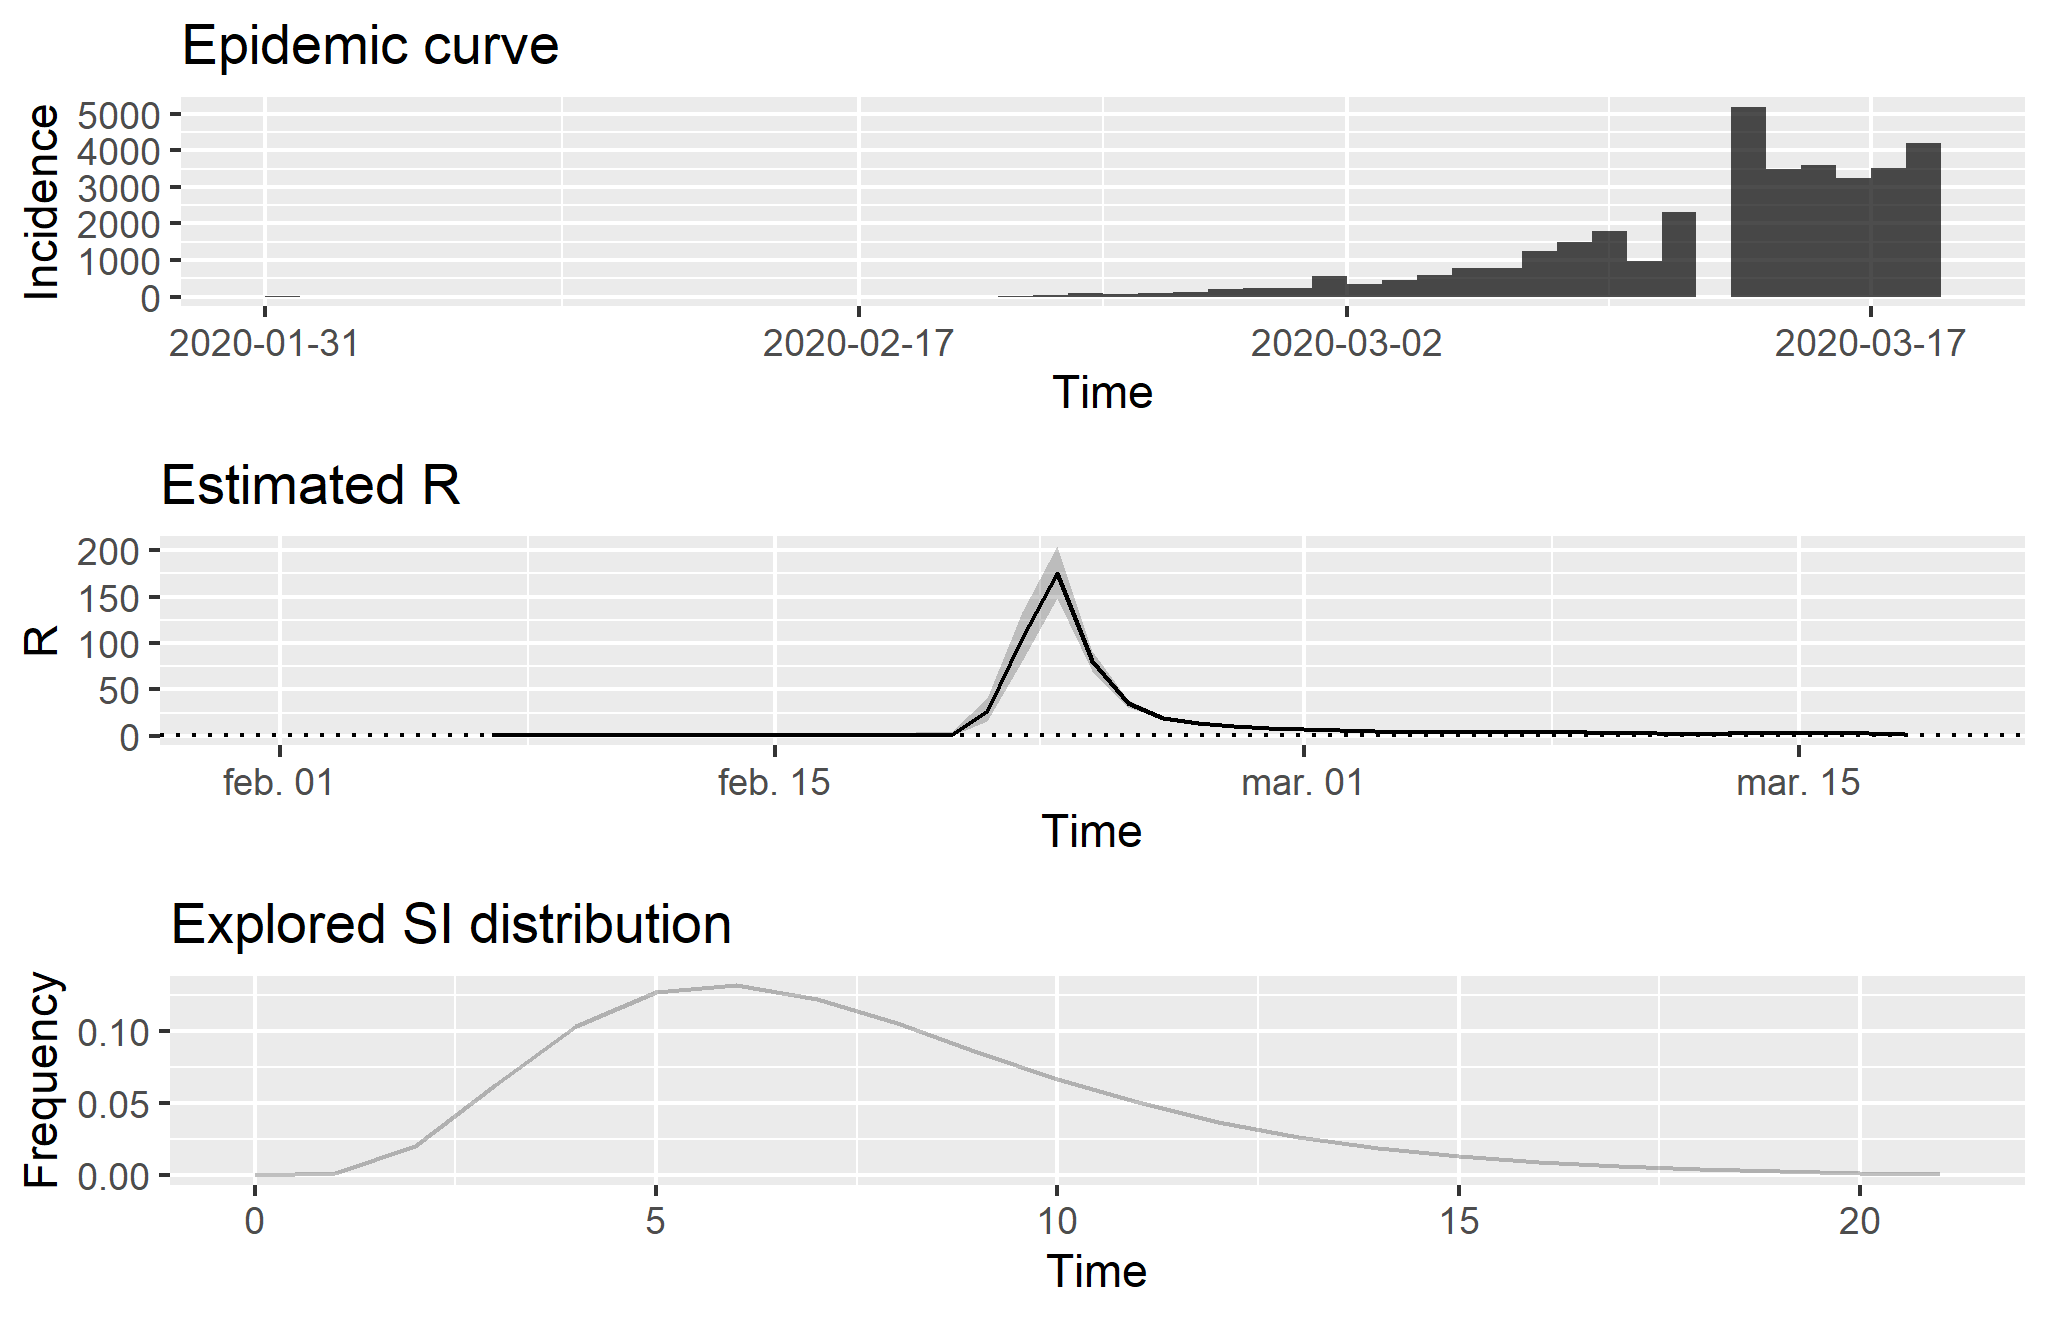 Epidemic curve
Incidence
5000
4000
3000
2000
1000
0
2020-01-31 2020-02-17 2020-03-02 2020-03-17
Time
Estimated R
R
200
150
100
50
0
feb. 01 feb. 15 mar. 01 mar. 15
Time
Explored SI distribution
Frequency
0.10
0.05
0.00
0 5 10 15 20
Time